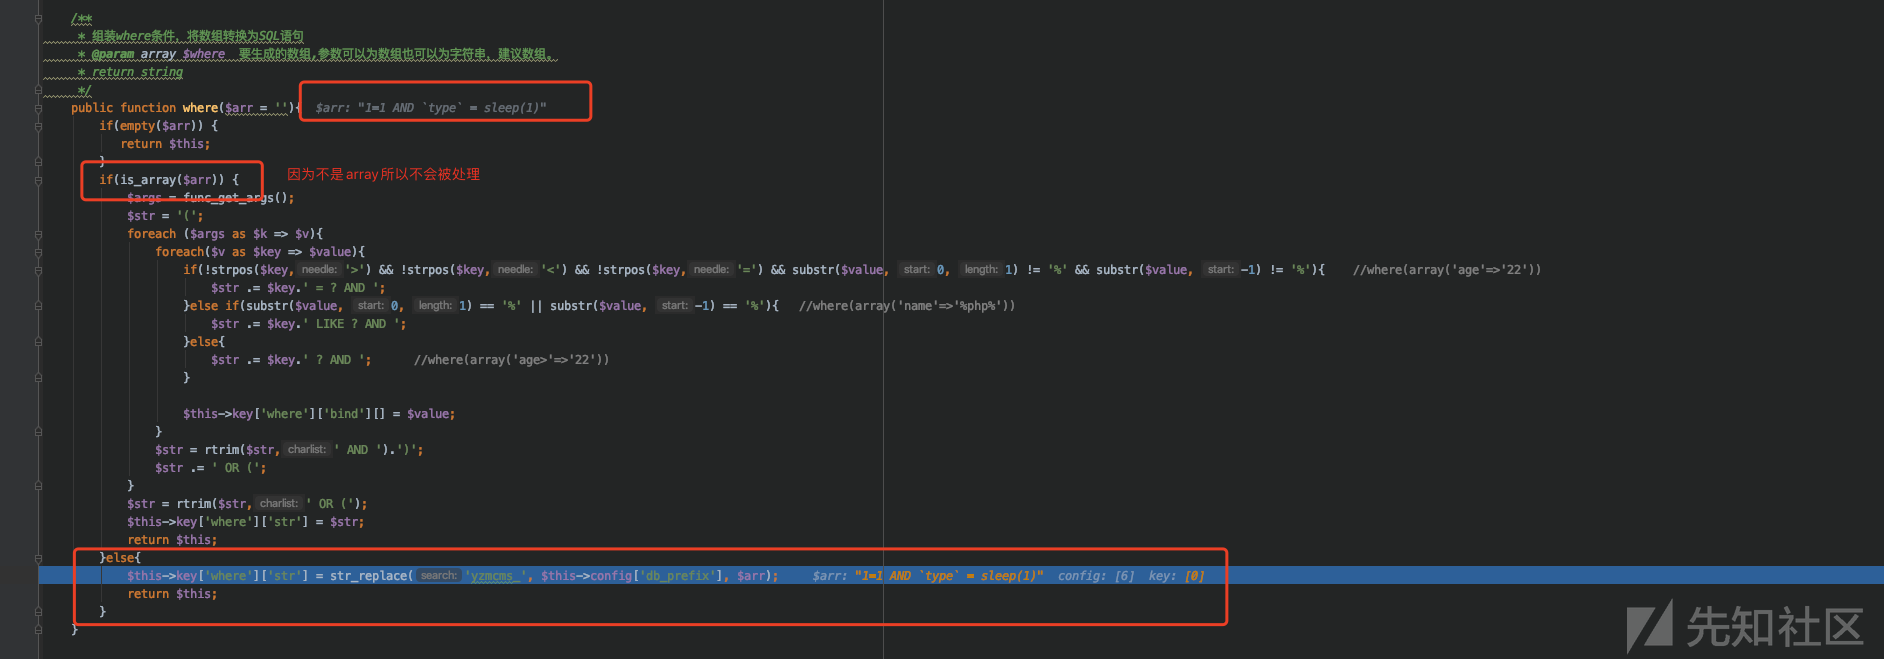 /**
* 组装where条件，将数组转换为SQL语句
* @param array $where  要生成的数组,参数可以为数组也可以为字符串，建议数组。
* return string
*/
public function where($arr = ''){  $arr: "1=1 AND `type` = sleep(1)"
if(empty($arr)) {
return $this;
}
if(is_array($arr)) {  因为不是array所以不会被处理
$args = func_get_args();
$str = '(';
foreach ($args as $k => $v){
foreach($v as $key => $value){
if(!strpos($key, needle: '>') && !strpos($key, needle: '<') && !strpos($key, needle: '=') && substr($value, start: 0, length: 1) != '%' && substr($value, start: -1) != '%'){    //where(array('age'=>'22'))
$str .= $key.' = ? AND ';
}else if(substr($value, start: 0, length: 1) == '%' || substr($value, start: -1) == '%'){   //where(array('name'=>'%php%'))
$str .= $key.' LIKE ? AND ';
}else{
$str .= $key.' ? AND ';      //where(array('age>'=>'22'))
}
$this->key['where']['bind'][] = $value;
}
$str = rtrim($str, charlist: ' AND ').')';
$str .= ' OR (';
}
$str = rtrim($str, charlist: ' OR (');
$this->key['where']['str'] = $str;
return $this;
}else{
$this->key['where']['str'] = str_replace( search: 'yzmcms_', $this->config['db_prefix'], $arr);    $arr: "1=1 AND `type` = sleep(1)"  config: [6]  key: [0]
return $this;
}
}
先知社区